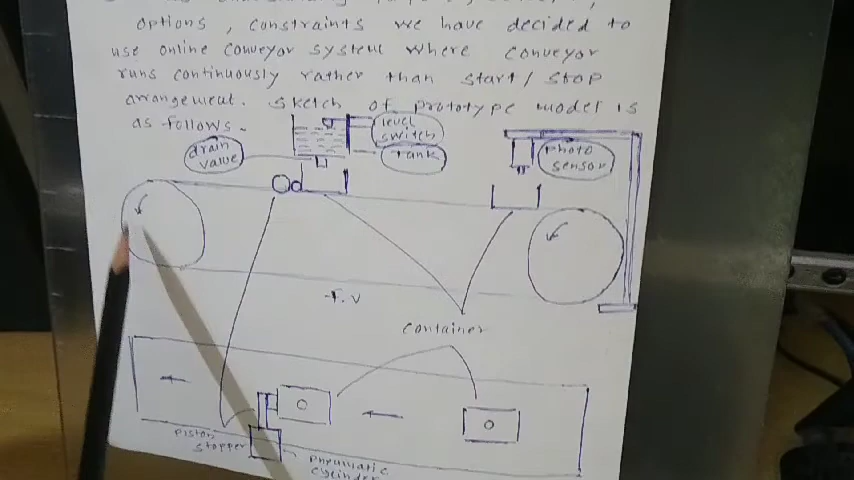 options, constraints we have decided to
use online conveyor system where conveyor
runs continuously rather than start/stop
arrangement. sketch of prototype model is
as follows.
level
switch
drain
valve
Tank
photo
sensor
F.V
container
piston
stopper
pneumatic
cylinder